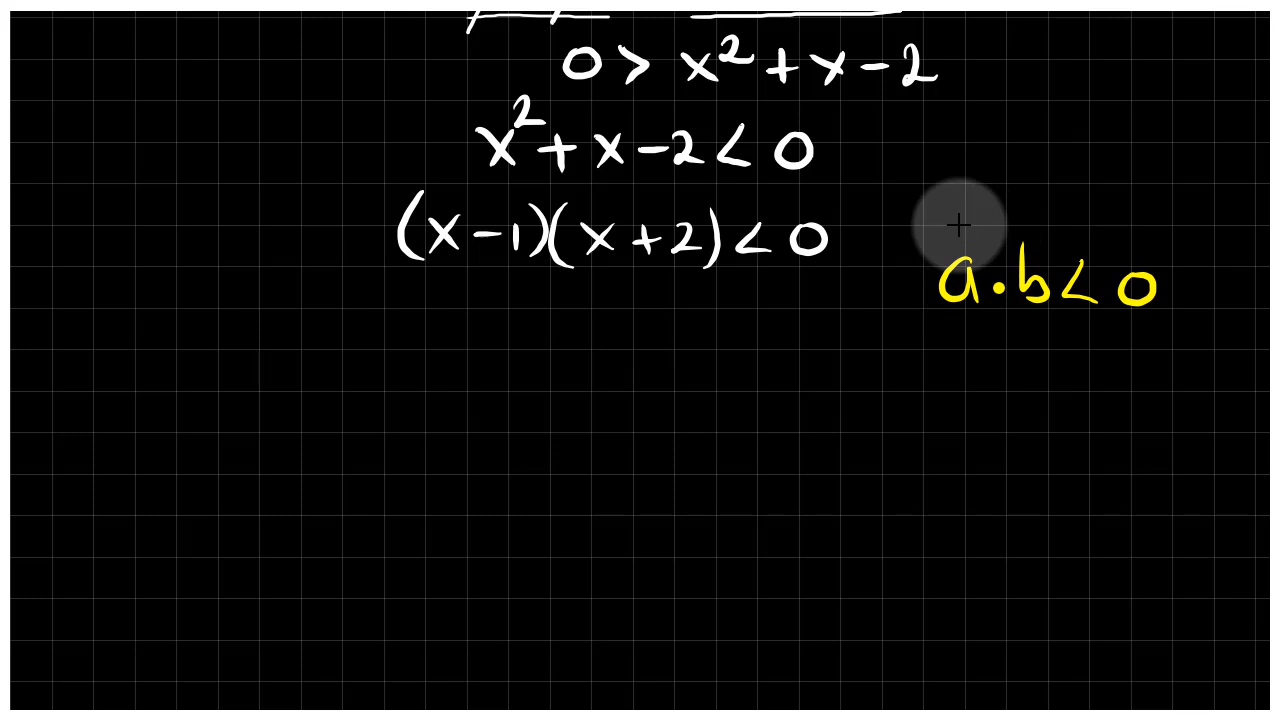 0 > x² + x - 2
x² + x - 2 < 0
(x - 1)(x + 2) < 0
a · b < 0